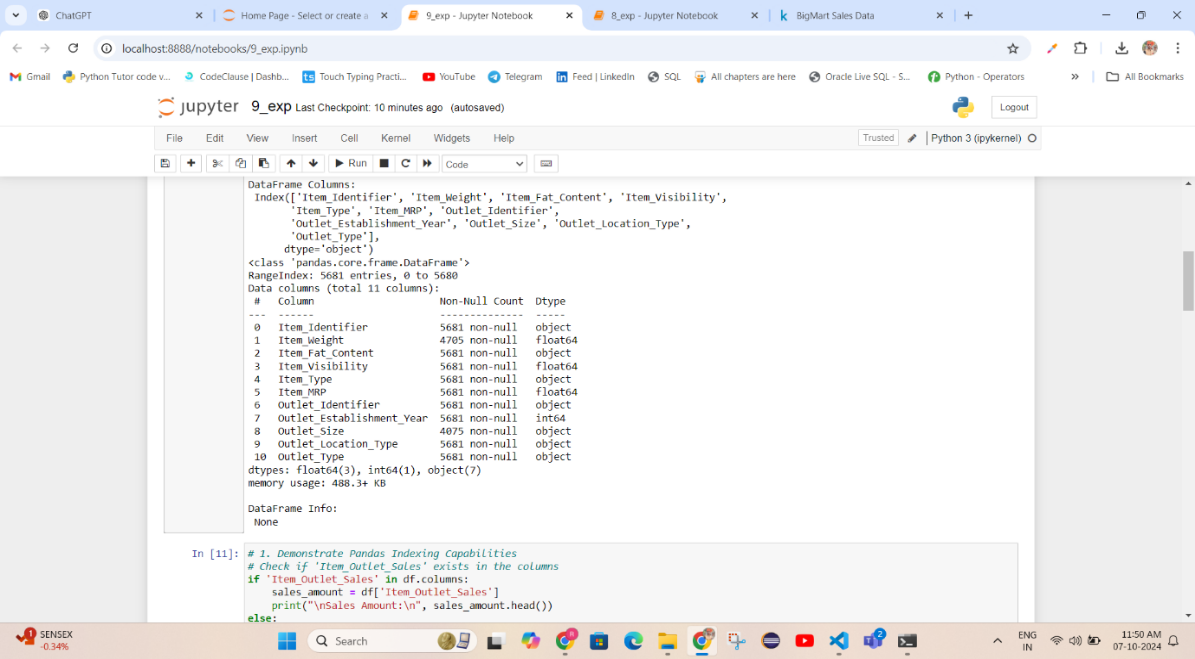 ChatGPT
Home Page - Select or create a
9_exp - Jupyter Notebook
8_exp - Jupyter Notebook
BigMart Sales Data
localhost:8888/notebooks/9_exp.ipynb
Gmail
Python Tutor code v...
CodeClause | Dashb...
Touch Typing Practi...
YouTube
Telegram
Feed | LinkedIn
SQL
All chapters are here
Oracle Live SQL - S...
Python - Operators
»
All Bookmarks
jupyter 9_exp Last Checkpoint: 10 minutes ago (autosaved)
Logout
File Edit View Insert Cell Kernel Widgets Help
Trusted
Python 3 (ipykernel)
Run
Code
DataFrame Columns:
Index(['Item_Identifier', 'Item_Weight', 'Item_Fat_Content', 'Item_Visibility',
'Item_Type', 'Item_MRP', 'Outlet_Identifier',
'Outlet_Establishment_Year', 'Outlet_Size', 'Outlet_Location_Type',
'Outlet_Type'],
dtype='object')
<class 'pandas.core.frame.DataFrame'>
RangeIndex: 5681 entries, 0 to 5680
Data columns (total 11 columns):
# Column Non-Null Count Dtype
--- ------ -------------- -----
0 Item_Identifier 5681 non-null object
1 Item_Weight 4705 non-null float64
2 Item_Fat_Content 5681 non-null object
3 Item_Visibility 5681 non-null float64
4 Item_Type 5681 non-null object
5 Item_MRP 5681 non-null float64
6 Outlet_Identifier 5681 non-null object
7 Outlet_Establishment_Year 5681 non-null int64
8 Outlet_Size 4075 non-null object
9 Outlet_Location_Type 5681 non-null object
10 Outlet_Type 5681 non-null object
dtypes: float64(3), int64(1), object(7)
memory usage: 488.3+ KB
DataFrame Info:
None
In [11]: # 1. Demonstrate Pandas Indexing Capabilities
# Check if 'Item_Outlet_Sales' exists in the columns
if 'Item_Outlet_Sales' in df.columns:
sales_amount = df['Item_Outlet_Sales']
print("\nSales Amount:\n", sales_amount.head())
else:
1
SENSEX
-0.34%
Search
2
ENG
IN
11:50 AM
07-10-2024